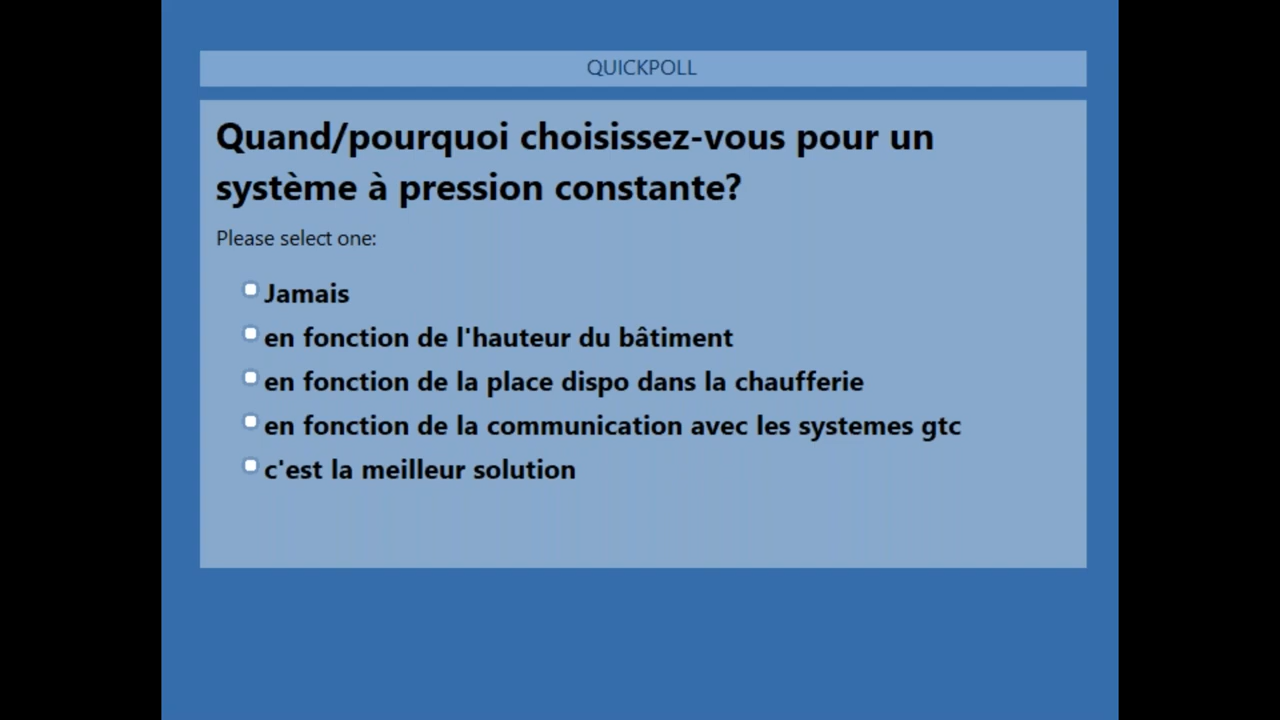 QUICKPOLL
Quand/pourquoi choisissez-vous pour un
système à pression constante?
Please select one:
Jamais
en fonction de l'hauteur du bâtiment
en fonction de la place dispo dans la chaufferie
en fonction de la communication avec les systemes gtc
c'est la meilleur solution